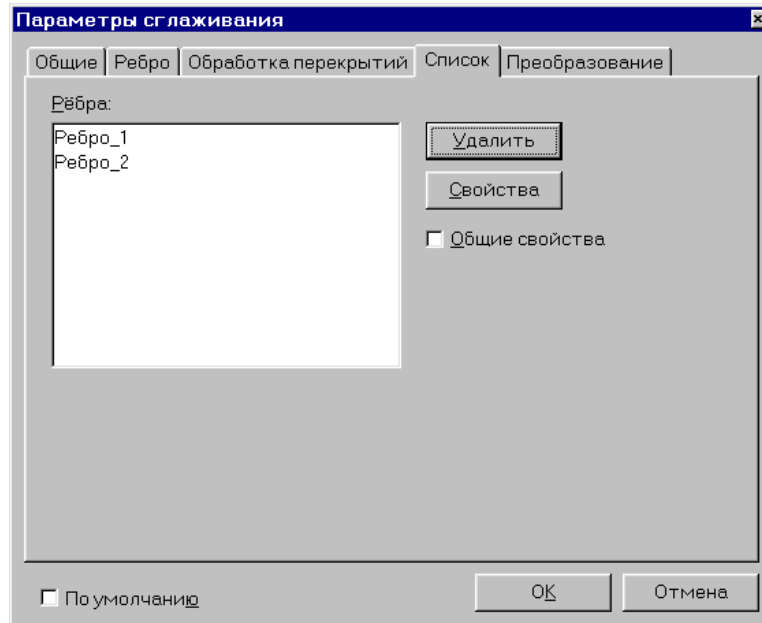 Параметры сглаживания
Общие Ребро Обработка перекрытий Список Преобразование
Рёбра:
Ребро_1
Ребро_2
Удалить
Свойства
Общие свойства
По умолчанию
OK
Отмена